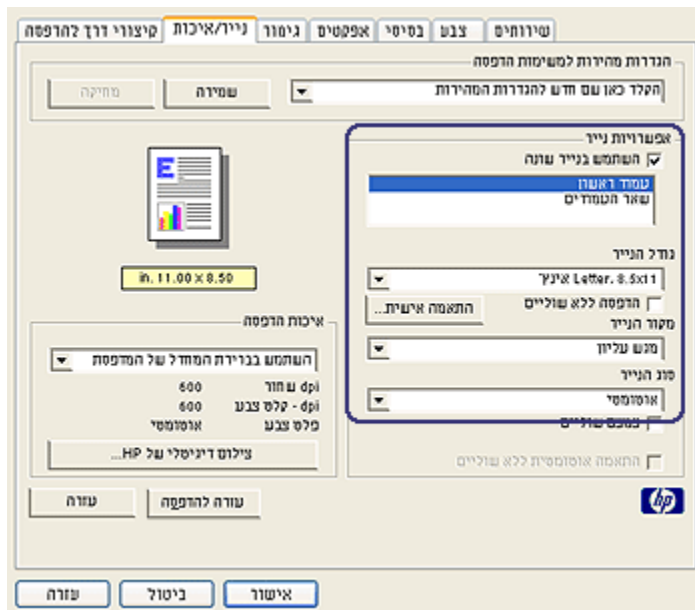 שירותים צבע בסיסי אפקטים גימור נייר/איכות קיצורי דרך להדפסה
הגדרות מהירות למשימות הדפסה
הקלד כאן שם חדש להגדרות המהירות
שמירה מחיקה
אפשרויות נייר
השתמש בנייר שונה
עמוד ראשון
שאר העמודים
גודל הנייר
Letter. 8.5x11 אינץ'
הדפסה ללא שוליים
התאמה אישית...
מקור הנייר
מגש עליון
סוג הנייר
אוטומטי
צמצם שוליים
התאמה אוטומטית ללא שוליים
E
in. 11.00 x 8.50
איכות הדפסה
השתמש בברירת המחדל של המדפסת
dpi שחור 600
dpi - קלט צבע 600
פלט צבע אוטומטי
צילום דיגיטלי של HP...
עזרה להדפסה עזרה
hp
אישור ביטול עזרה